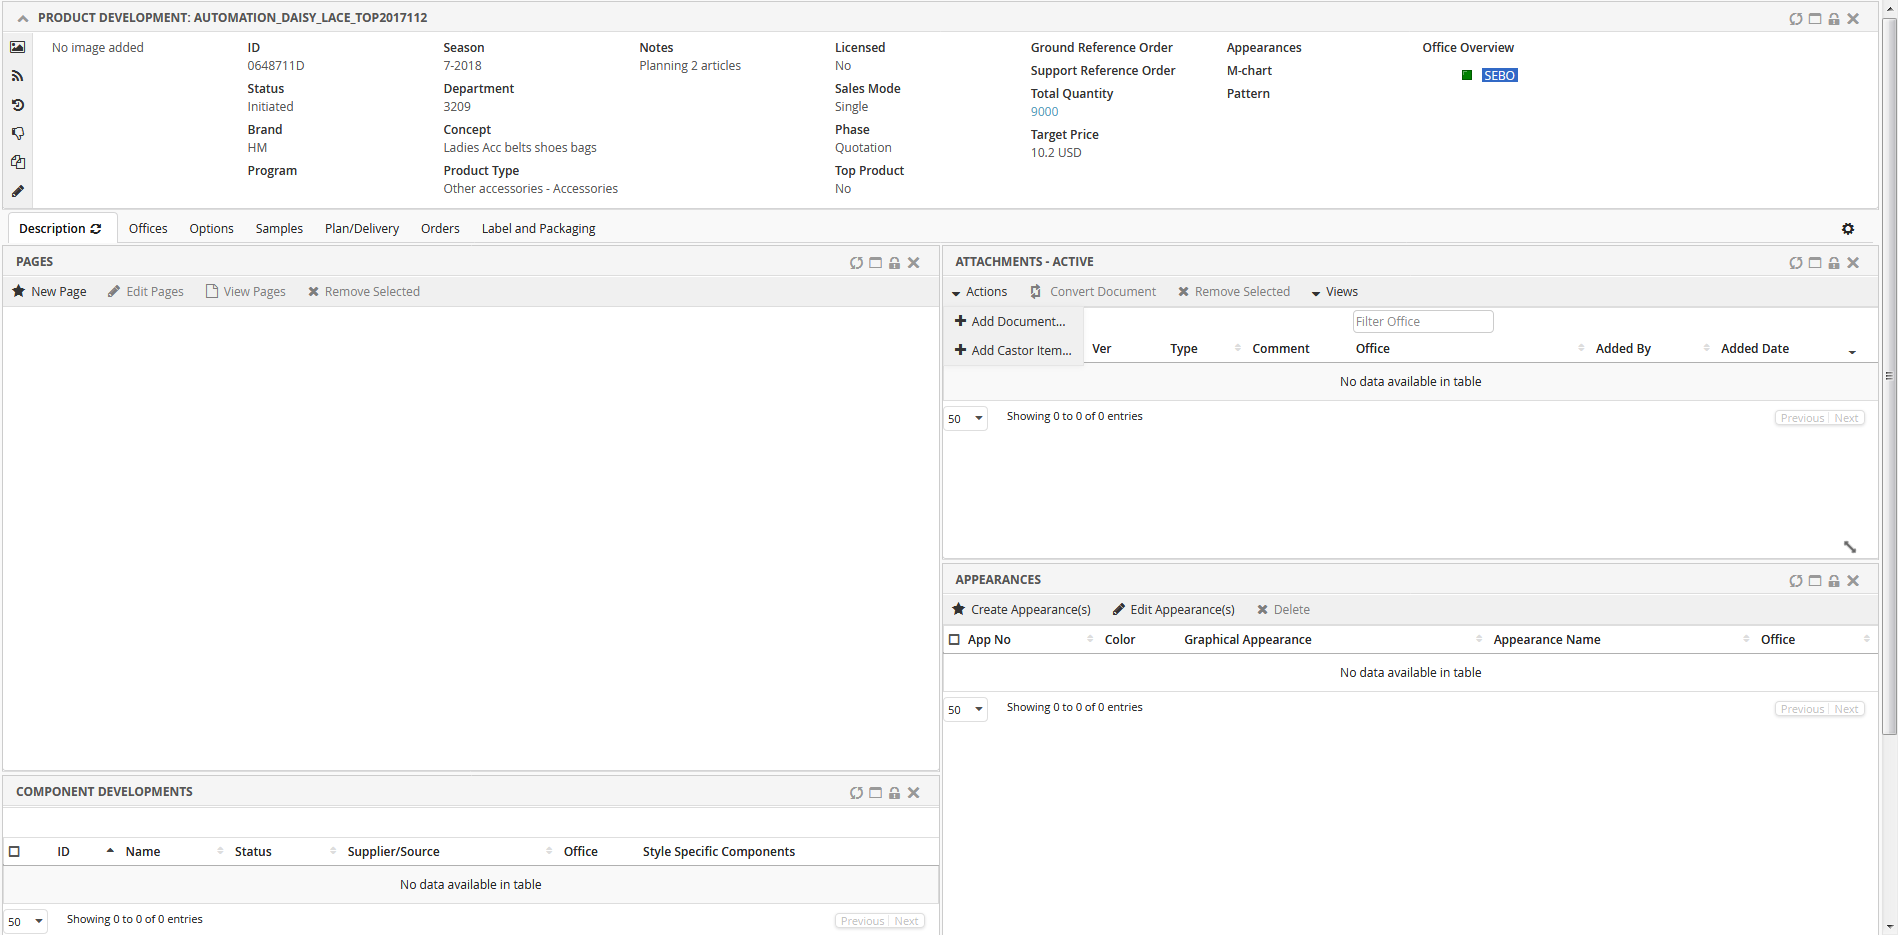 PRODUCT DEVELOPMENT: AUTOMATION_DAISY_LACE_TOP2017112
No image added
ID
0648711D
Status
Initiated
Brand
HM
Program
Season
7-2018
Department
3209
Concept
Ladies Acc belts shoes bags
Product Type
Other accessories - Accessories
Notes
Planning 2 articles
Licensed
No
Sales Mode
Single
Phase
Quotation
Top Product
No
Ground Reference Order
Support Reference Order
Total Quantity
9000
Target Price
10.2 USD
Appearances
M-chart
Pattern
Office Overview
SEBO
Description Offices Options Samples Plan/Delivery Orders Label and Packaging
PAGES
New Page Edit Pages View Pages Remove Selected
ATTACHMENTS - ACTIVE
Actions Convert Document Remove Selected Views
Add Document...
Add Castor Item...
Filter Office
Ver Type Comment Office Added By Added Date
No data available in table
50 Showing 0 to 0 of 0 entries Previous Next
APPEARANCES
Create Appearance(s) Edit Appearance(s) Delete
App No Color Graphical Appearance Appearance Name Office
No data available in table
50 Showing 0 to 0 of 0 entries Previous Next
COMPONENT DEVELOPMENTS
ID Name Status Supplier/Source Office Style Specific Components
No data available in table
50 Showing 0 to 0 of 0 entries Previous Next